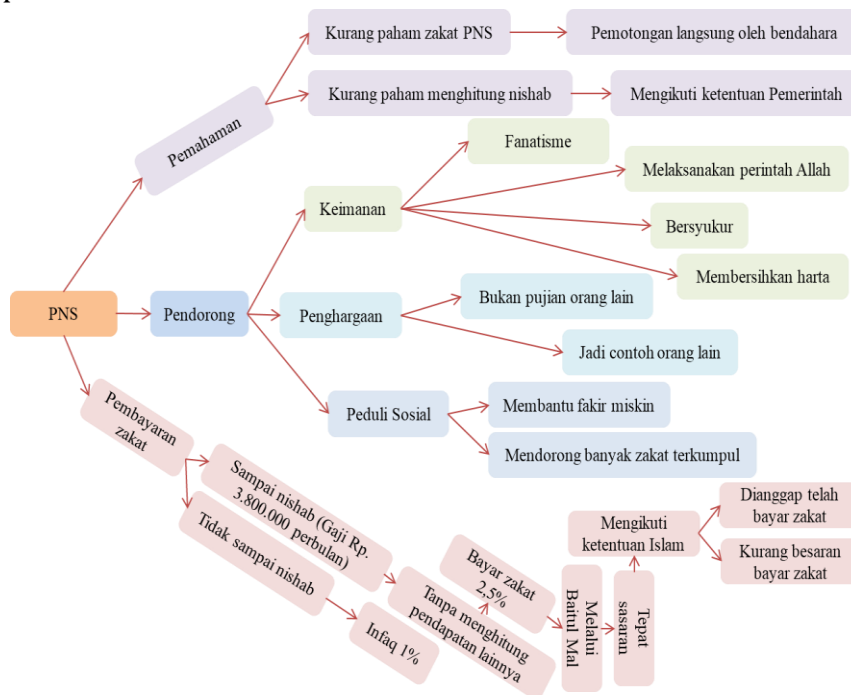 Kurang paham zakat PNS
Pemotongan langsung oleh bendahara
Kurang paham menghitung nishab
Mengikuti ketentuan Pemerintah
Pemahaman
Fanatisme
Melaksanakan perintah Allah
Keimanan
Bersyukur
Membersihkan harta
PNS
Pendorong
Penghargaan
Bukan pujian orang lain
Jadi contoh orang lain
Peduli Sosial
Membantu fakir miskin
Mendorong banyak zakat terkumpul
Pembayaran
zakat
Sampai nishab (Gaji Rp.
3.800.000 perbulan)
Tidak sampai nishab
Infaq 1%
Tanpa menghitung
pendapatan lainnya
Bayar zakat
2,5%
Melalui
Baitul Mal
Tepat
sasaran
Mengikuti
ketentuan Islam
Dianggap telah
bayar zakat
Kurang besaran
bayar zakat